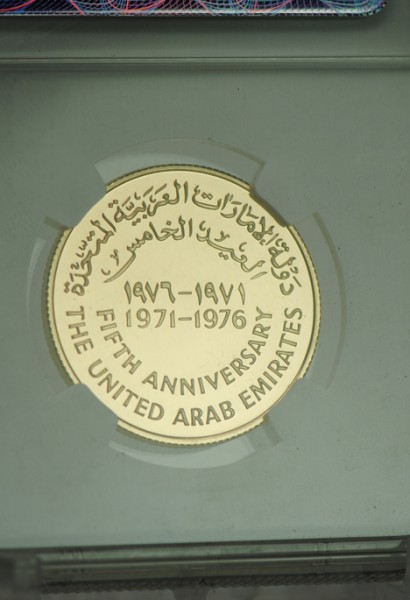 دولة الإمارات العربية المتحدة
العيد الخامس
١٩٧٦-١٩٧١
1971-1976
FIFTH ANNIVERSARY
THE UNITED ARAB EMIRATES